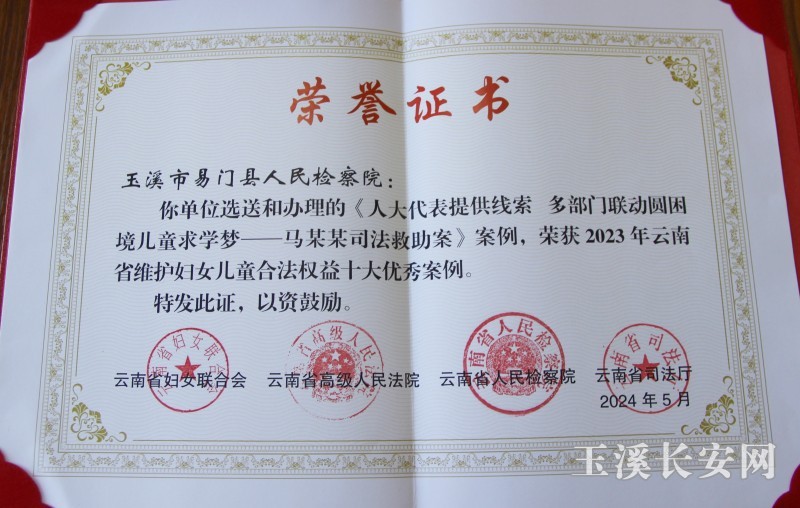 荣誉证书
玉溪市易门县人民检察院：
你单位选送和办理的《人大代表提供线索 多部门联动圆困
境儿童求学梦——马某某司法救助案》案例，荣获2023年云南
省维护妇女儿童合法权益十大优秀案例。
特发此证，以资鼓励。
云南省妇女联合会 云南省高级人民法院 云南省人民检察院 云南省司法厅
2024年5月
玉溪长安网